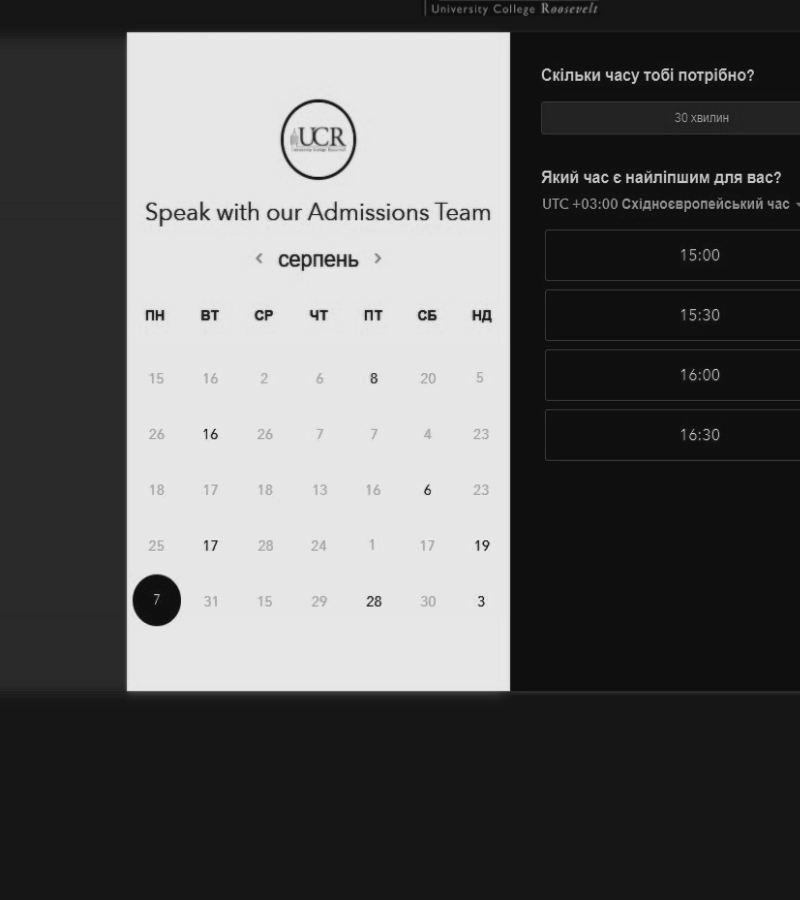 University College Roosevelt
UCR
University College Roosevelt
Speak with our Admissions Team
серпень
ПН ВТ СР ЧТ ПТ СБ НД
15 16 2 6 8 20 5
26 16 26 7 7 4 23
18 17 18 13 16 6 23
25 17 28 24 1 17 19
7 31 15 29 28 30 3
Скільки часу тобі потрібно?
30 хвилин
Який час є найліпшим для вас?
UTC +03:00 Східноєвропейський час
15:00
15:30
16:00
16:30